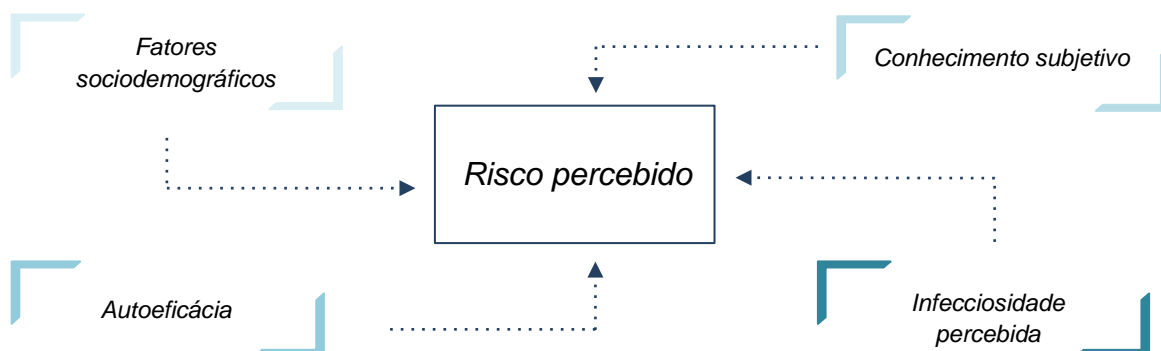 Fatores
sociodemográficos
Conhecimento subjetivo
Risco percebido
Autoeficácia
Infecciosidade
percebida